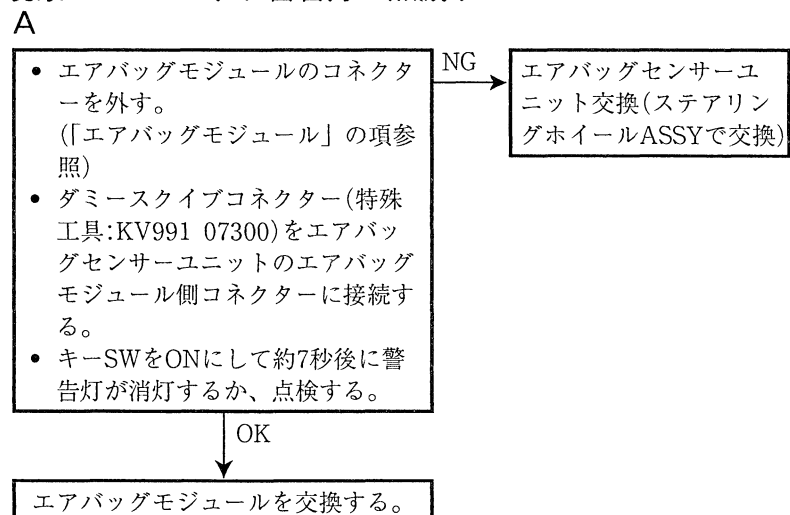 A
• エアバッグモジュールのコネクタ
ーを外す。
(「エアバッグモジュール」の項参
照)
• ダミースクイブコネクター(特殊
工具:KV991 07300)をエアバッ
グセンサーユニットのエアバッグ
モジュール側コネクターに接続す
る。
• キーSWをONにして約7秒後に警
告灯が消灯するか、点検する。
NG
エアバッグセンサーユ
ニット交換(ステアリン
グホイールASSYで交換)
OK
エアバッグモジュールを交換する。